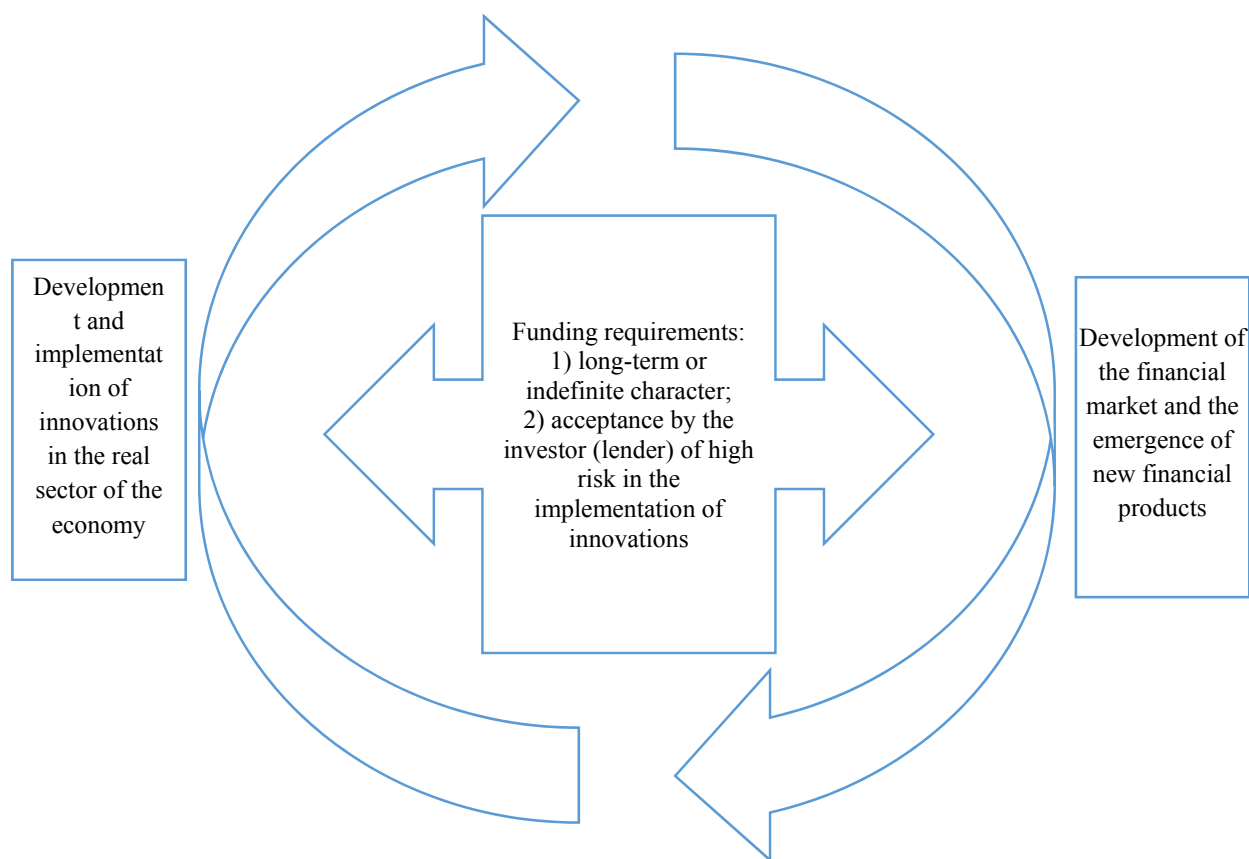 Developmen
t and
implementat
ion of
innovations
in the real
sector of the
economy
Funding requirements:
1) long-term or
indefinite character;
2) acceptance by the
investor (lender) of high
risk in the
implementation of
innovations
Development of
the financial
market and the
emergence of
new financial
products